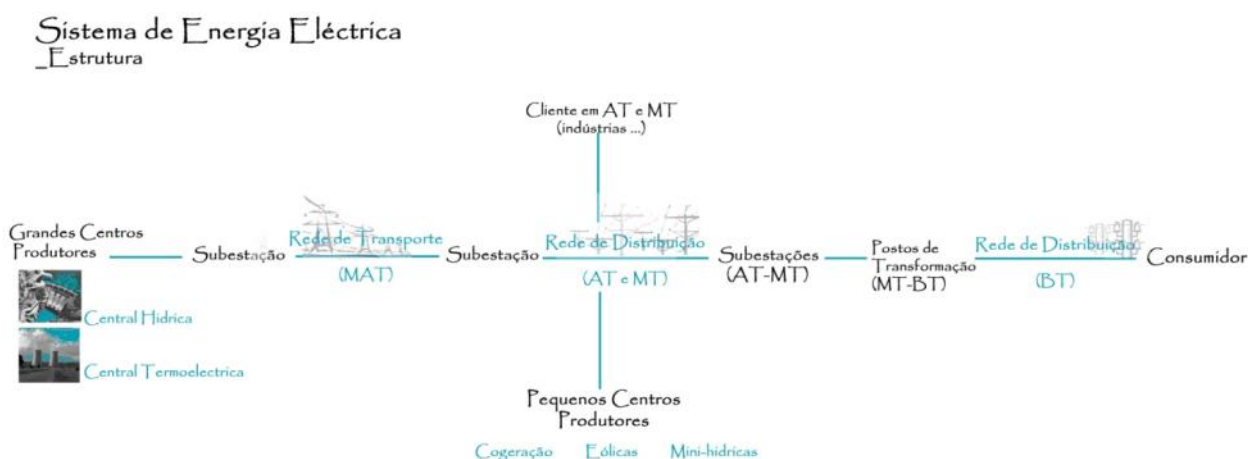 Sistema de Energia Eléctrica
_Estrutura
Cliente em AT e MT
(indústrias ...)
Grandes Centros
Produtores
Subestação
Rede de Transporte
(MAT)
Subestação
Rede de Distribuição
(AT e MT)
Subestações
(AT-MT)
Postos de
Transformação
(MT-BT)
Rede de Distribuição
(BT)
Consumidor
Central Hídrica
Central Termoelectrica
Pequenos Centros
Produtores
Cogeração Eólicas Mini-hídricas